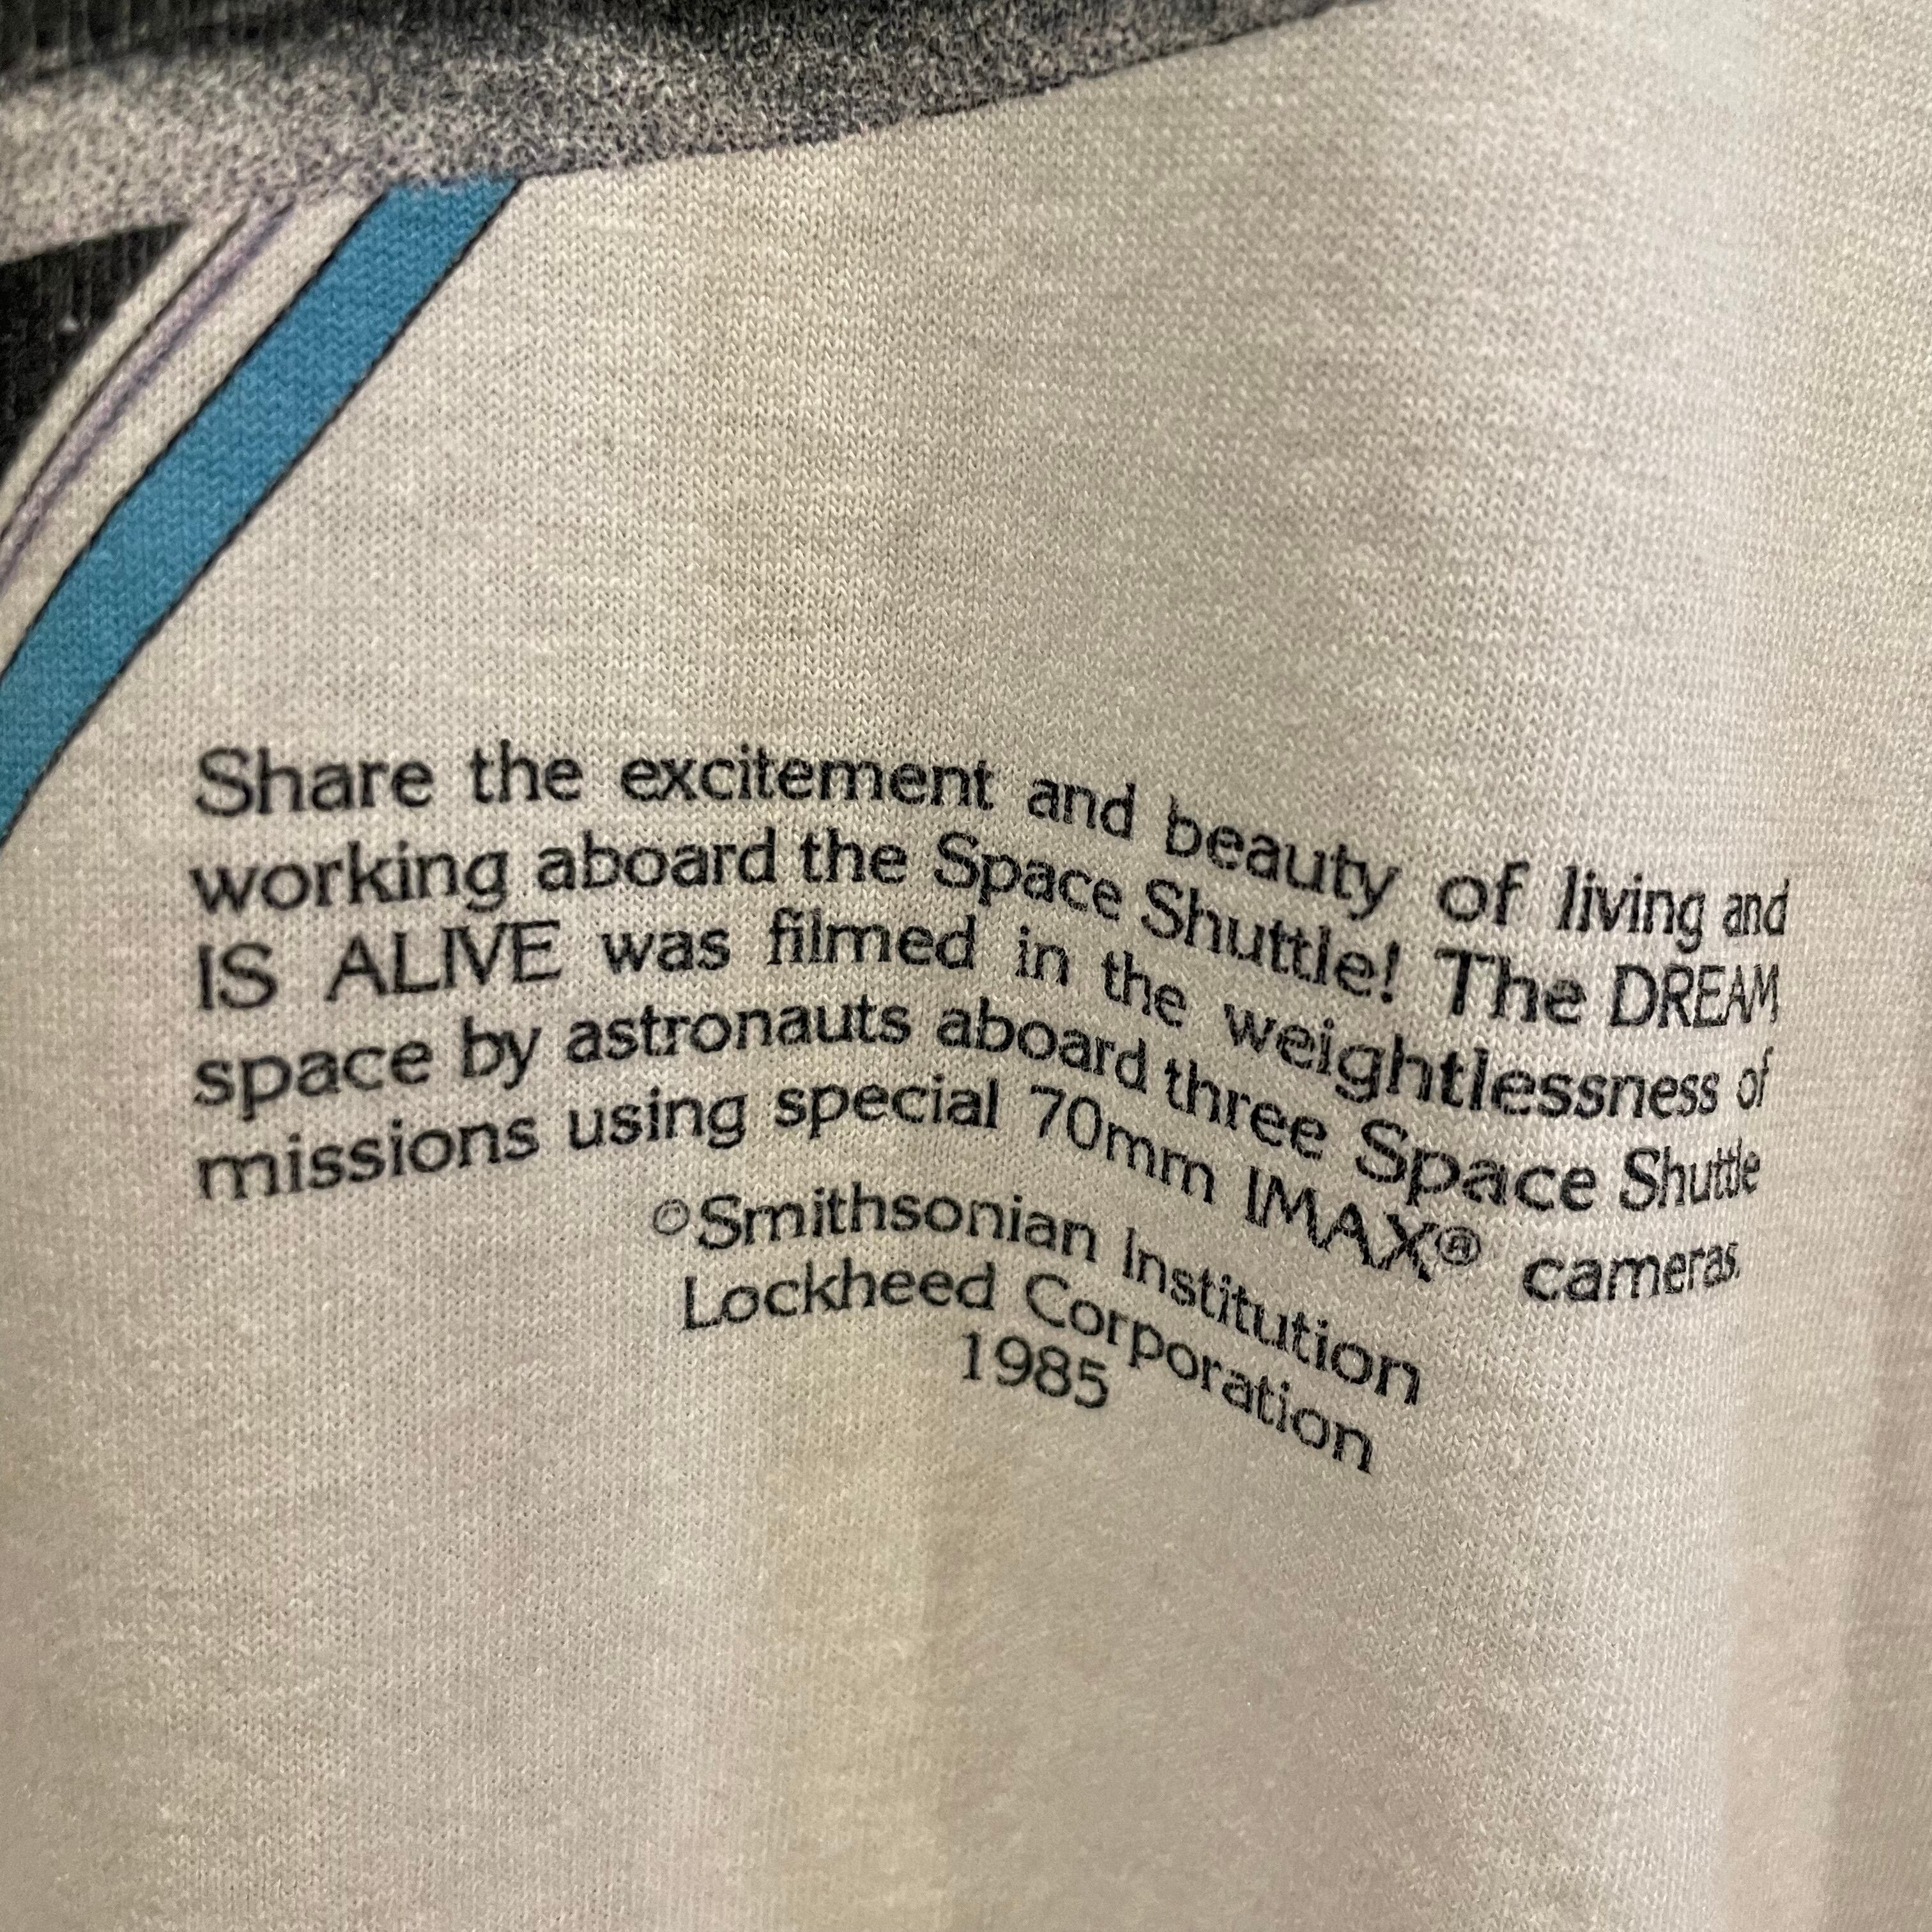 Share the excitement and beauty of living and
working aboard the Space Shuttle! The DREAM
IS ALIVE was filmed in the weightlessness of
space by astronauts aboard three Space Shuttle
missions using special 70mm IMAX® cameras.
©Smithsonian Institution
Lockheed Corporation
1985